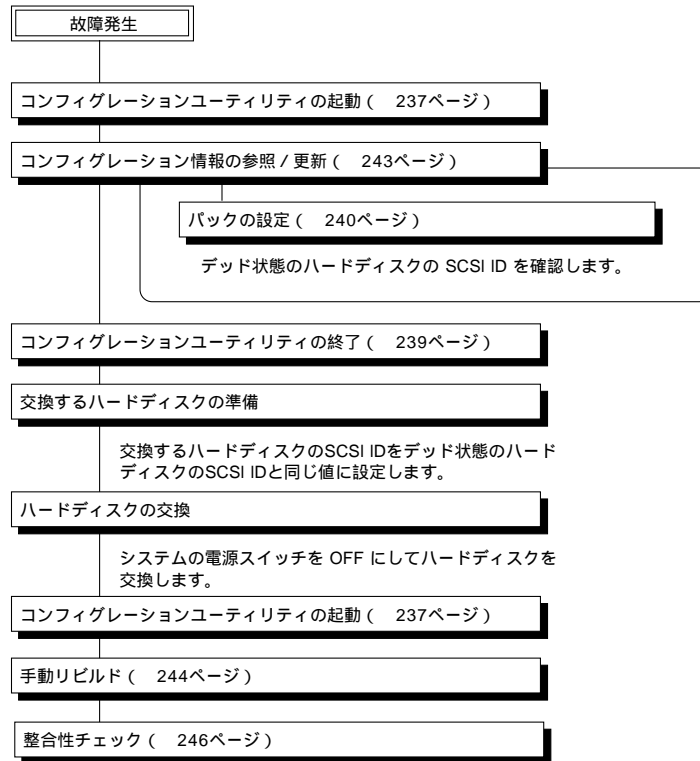 故障発生
コンフィグレーションユーティリティの起動（　237ページ）
コンフィグレーション情報の参照 / 更新（　243ページ）
パックの設定（　240ページ）
デッド状態のハードディスクの SCSI ID を確認します。
コンフィグレーションユーティリティの終了（　239ページ）
交換するハードディスクの準備
交換するハードディスクのSCSI IDをデッド状態のハード
ディスクのSCSI IDと同じ値に設定します。
ハードディスクの交換
システムの電源スイッチを OFF にしてハードディスクを
交換します。
コンフィグレーションユーティリティの起動（　237ページ）
手動リビルド（　244ページ）
整合性チェック（　246ページ）